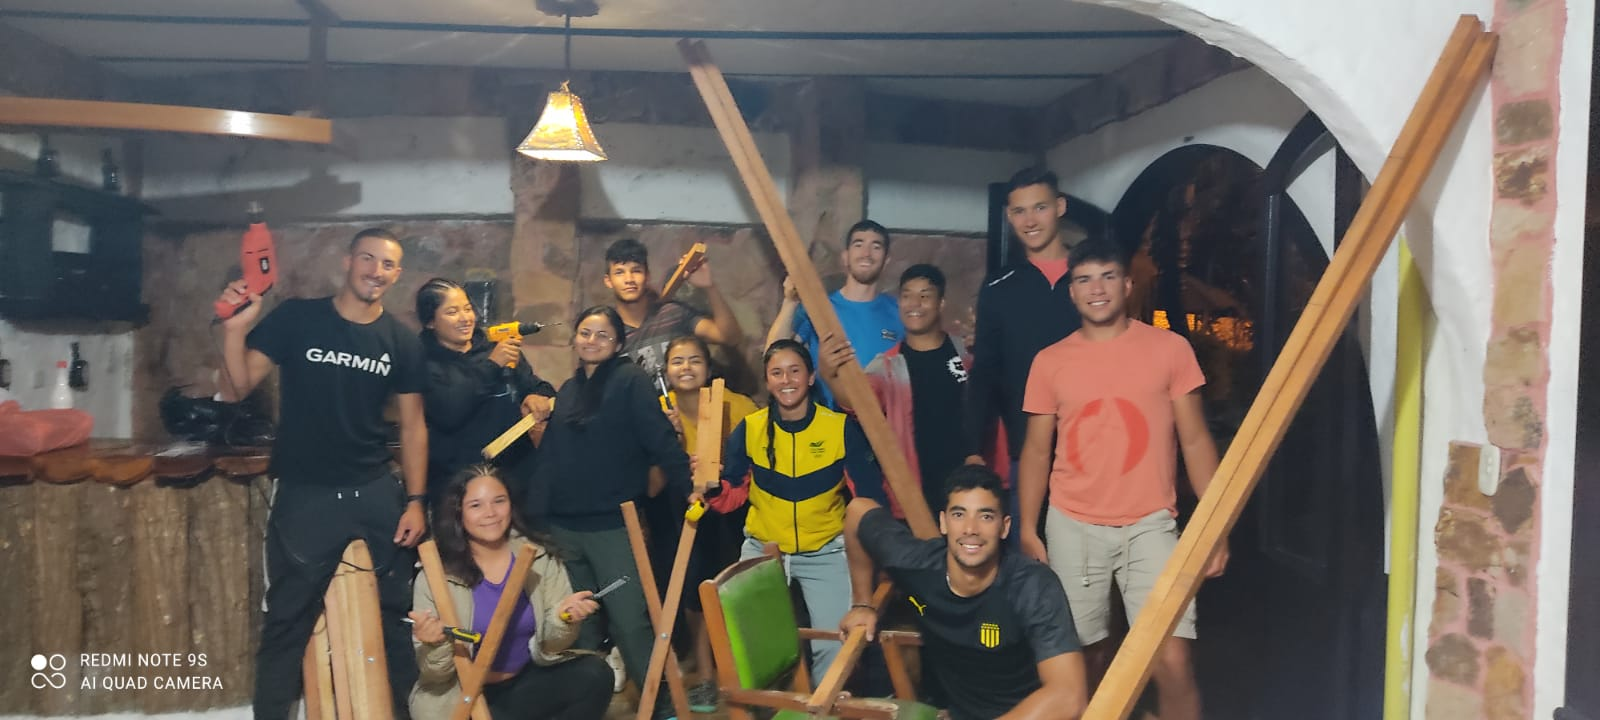 GARMIN
REDMI NOTE 9S
AI QUAD CAMERA